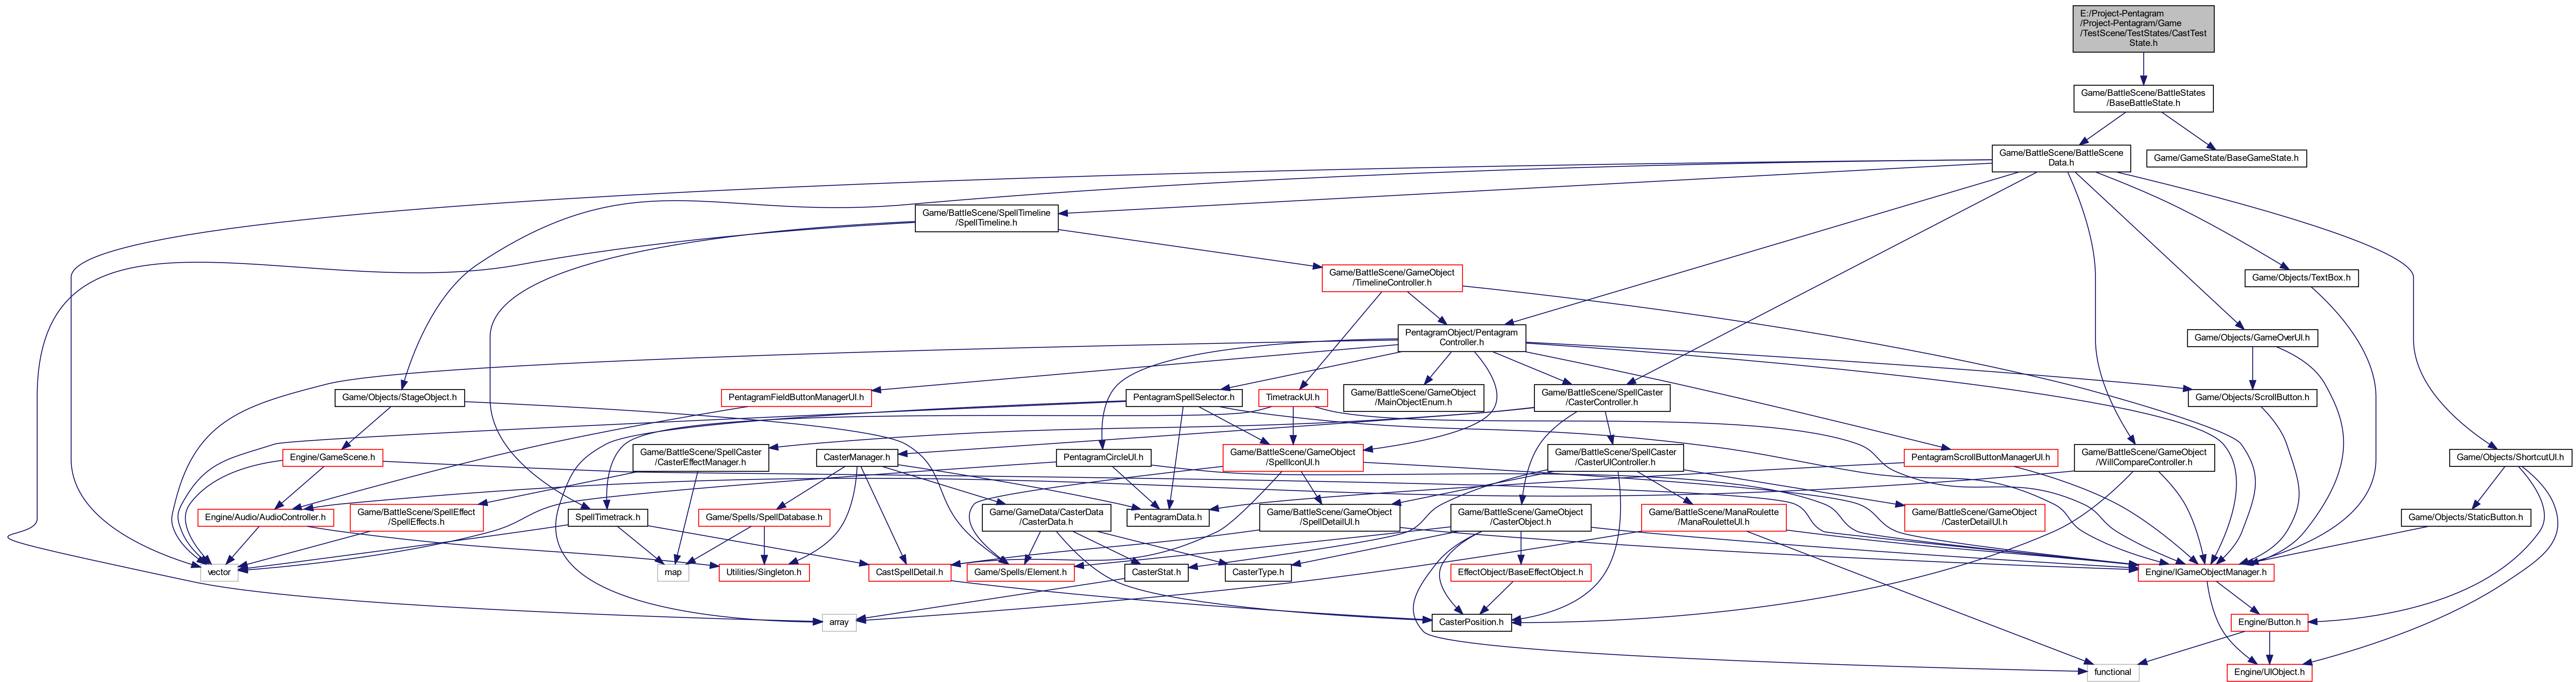 E:/Project-Pentagram
/Project-Pentagram/Game
/TestScene/TestStates/CastTest
State.h
Game/BattleScene/BattleStates
/BaseBattleState.h
Game/BattleScene/BattleScene
Data.h
Game/GameState/BaseGameState.h
Game/BattleScene/SpellTimeline
/SpellTimeline.h
Game/BattleScene/GameObject
/TimelineController.h
Game/Objects/TextBox.h
PentagramObject/Pentagram
Controller.h
Game/Objects/GameOverUI.h
Game/Objects/StageObject.h
PentagramFieldButtonManagerUI.h
PentagramSpellSelector.h
TimetrackUI.h
Game/BattleScene/GameObject
/MainObjectEnum.h
Game/BattleScene/SpellCaster
/CasterController.h
Game/Objects/ScrollButton.h
Engine/GameScene.h
Game/BattleScene/SpellCaster
/CasterEffectManager.h
CasterManager.h
PentagramCircleUI.h
Game/BattleScene/GameObject
/SpellIconUI.h
Game/BattleScene/SpellCaster
/CasterUIController.h
PentagramScrollButtonManagerUI.h
Game/BattleScene/GameObject
/WillCompareController.h
Game/Objects/ShortcutUI.h
Engine/Audio/AudioController.h
Game/BattleScene/SpellEffect
/SpellEffects.h
SpellTimetrack.h
Game/Spells/SpellDatabase.h
Game/GameData/CasterData
/CasterData.h
PentagramData.h
Game/BattleScene/GameObject
/SpellDetailUI.h
Game/BattleScene/GameObject
/CasterObject.h
Game/BattleScene/ManaRoulette
/ManaRouletteUI.h
Game/BattleScene/GameObject
/CasterDetailUI.h
Game/Objects/StaticButton.h
vector
map
Utilities/Singleton.h
CastSpellDetail.h
Game/Spells/Element.h
CasterStat.h
CasterType.h
EffectObject/BaseEffectObject.h
Engine/IGameObjectManager.h
array
CasterPosition.h
Engine/Button.h
functional
Engine/UIObject.h